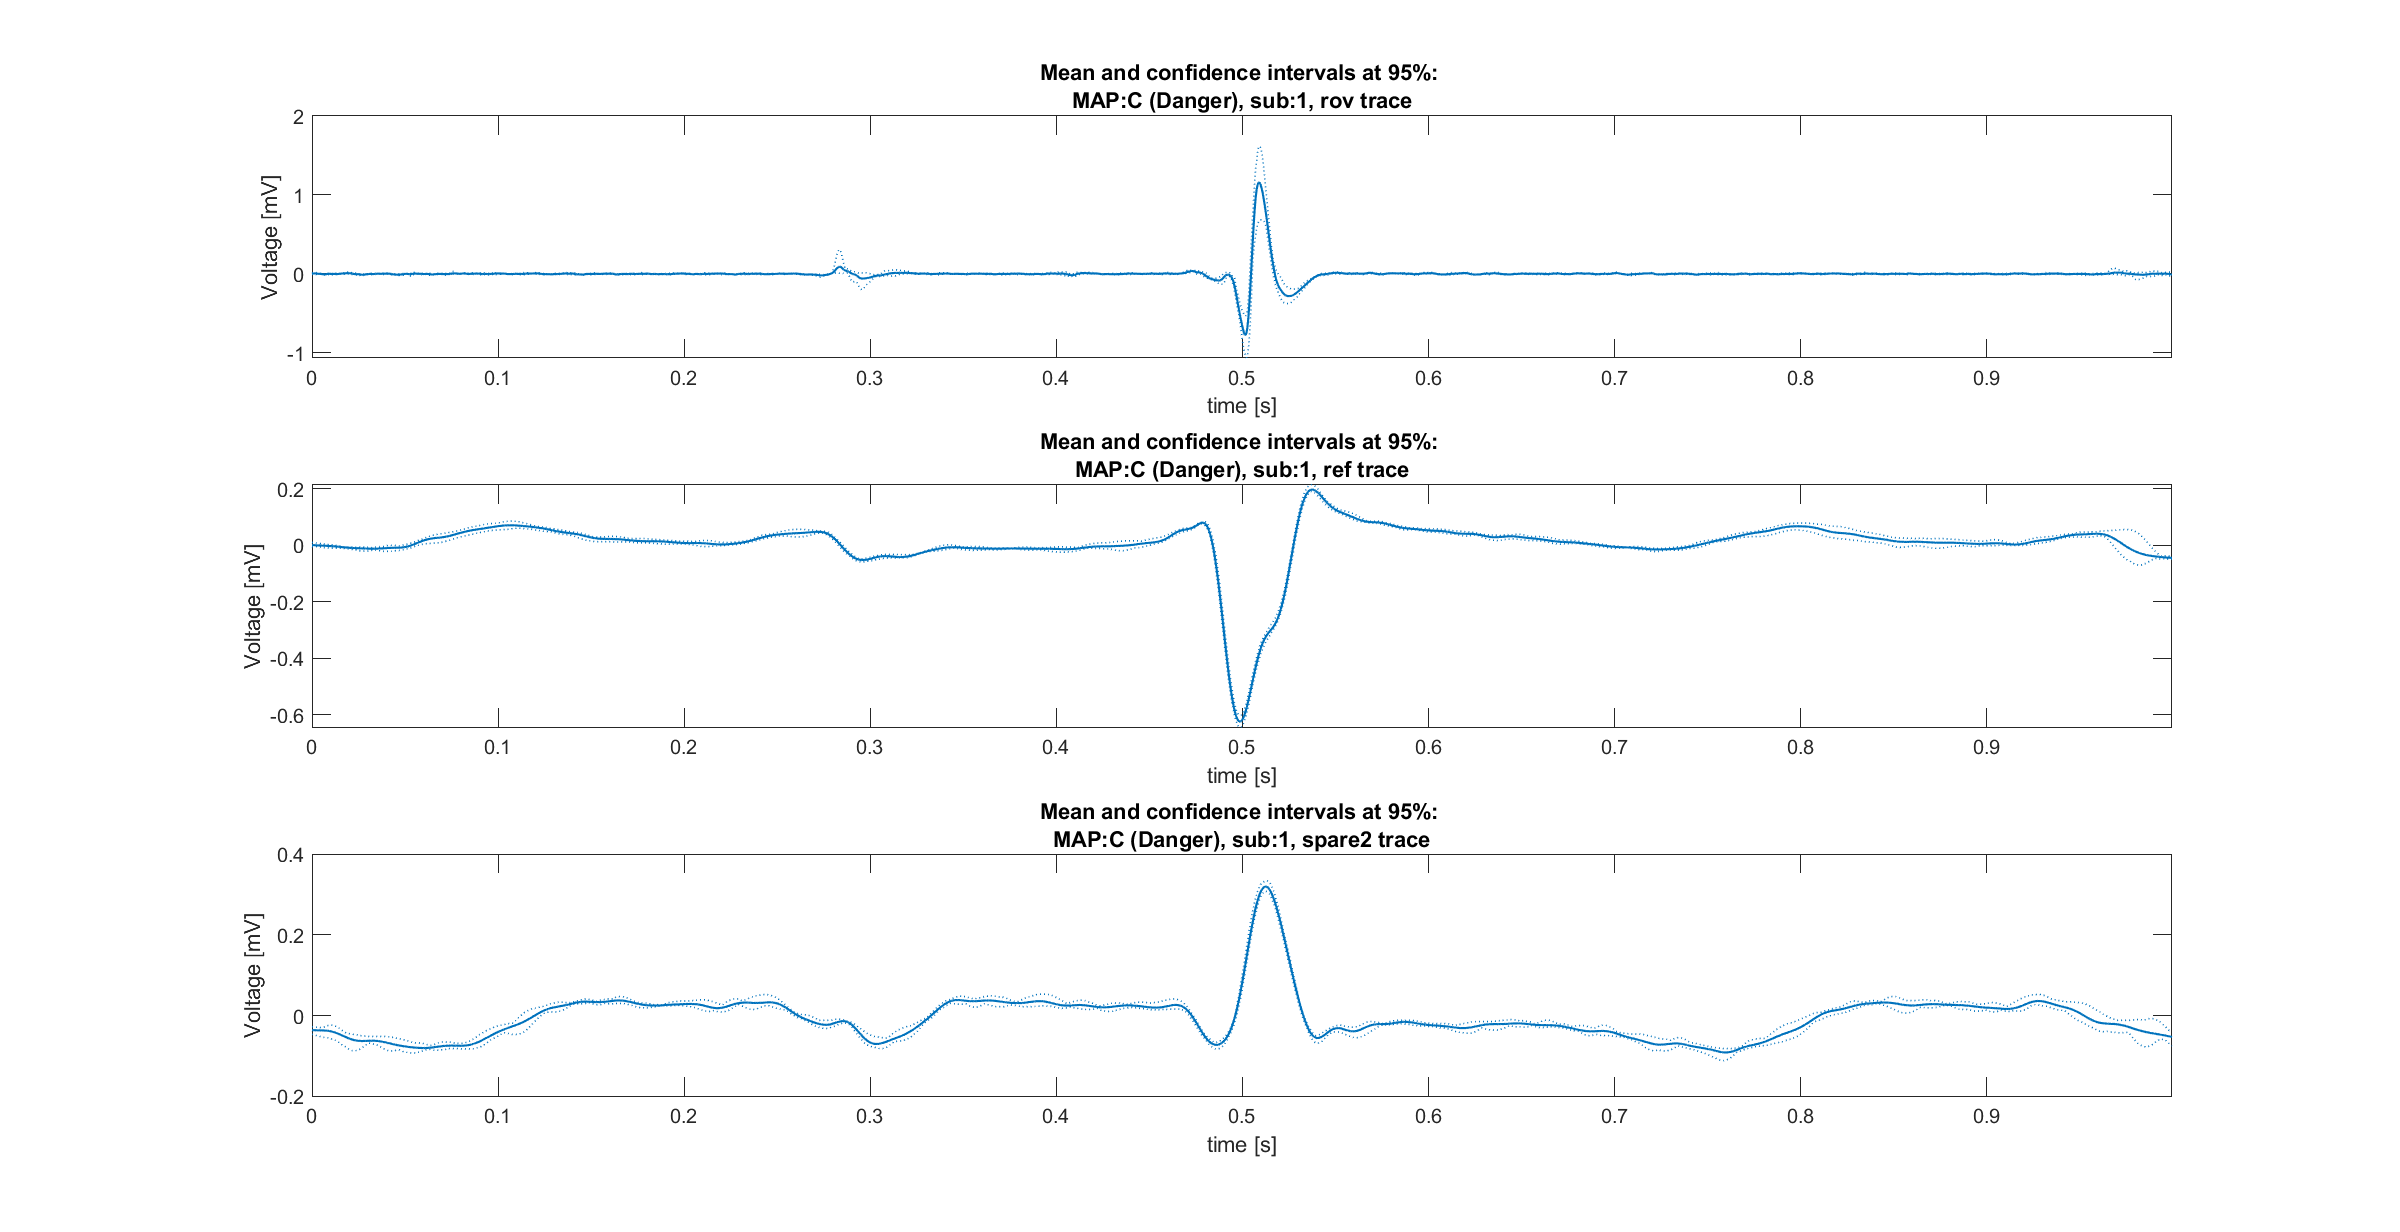 Mean and confidence intervals at 95%:
MAP:C (Danger), sub:1, rov trace
2
1
0
-1
Voltage [mV]
0 0.1 0.2 0.3 0.4 0.5 0.6 0.7 0.8 0.9
time [s]
Mean and confidence intervals at 95%:
MAP:C (Danger), sub:1, ref trace
0.2
0
-0.2
-0.4
-0.6
Voltage [mV]
0 0.1 0.2 0.3 0.4 0.5 0.6 0.7 0.8 0.9
time [s]
Mean and confidence intervals at 95%:
MAP:C (Danger), sub:1, spare2 trace
0.4
0.2
0
-0.2
Voltage [mV]
0 0.1 0.2 0.3 0.4 0.5 0.6 0.7 0.8 0.9
time [s]